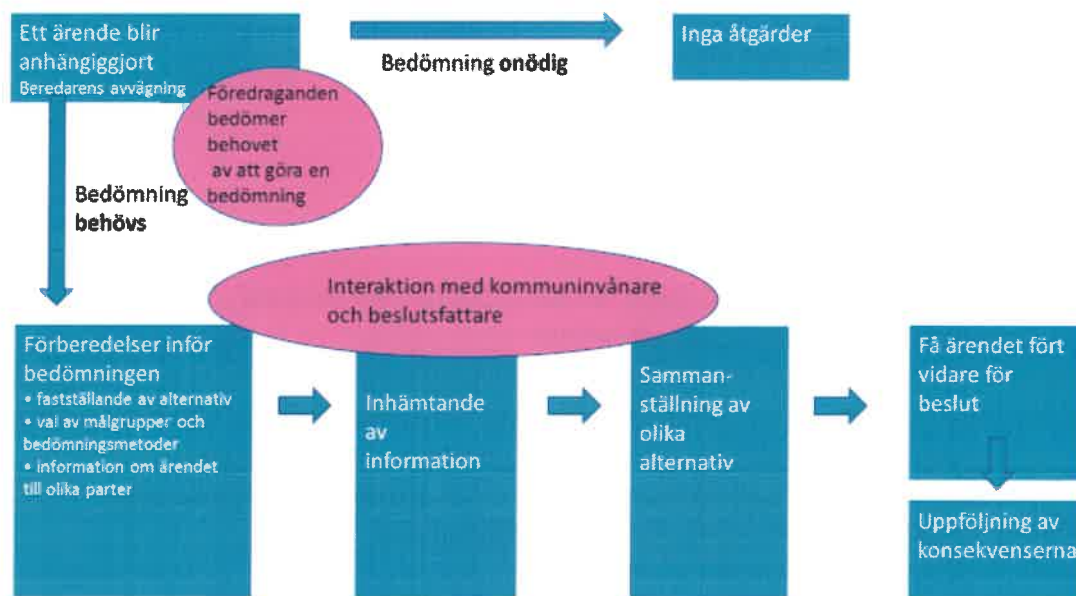 Ett ärende blir
anhängiggjort
Beredarens avvägning
Bedömning onödig
Inga åtgärder
Föredraganden
bedömer
behovet
av att göra en
bedömning
Bedömning
behövs
Interaktion med kommuninvånare
och beslutsfattare
Förberedelser inför
bedömningen
• fastställande av alternativ
• val av målgrupper och
bedömningsmetoder
• information om ärendet
till olika parter
Inhämtande
av
information
Samman-
ställning av
olika
alternativ
Få ärendet fört
vidare för
beslut
Uppföljning av
konsekvenserna